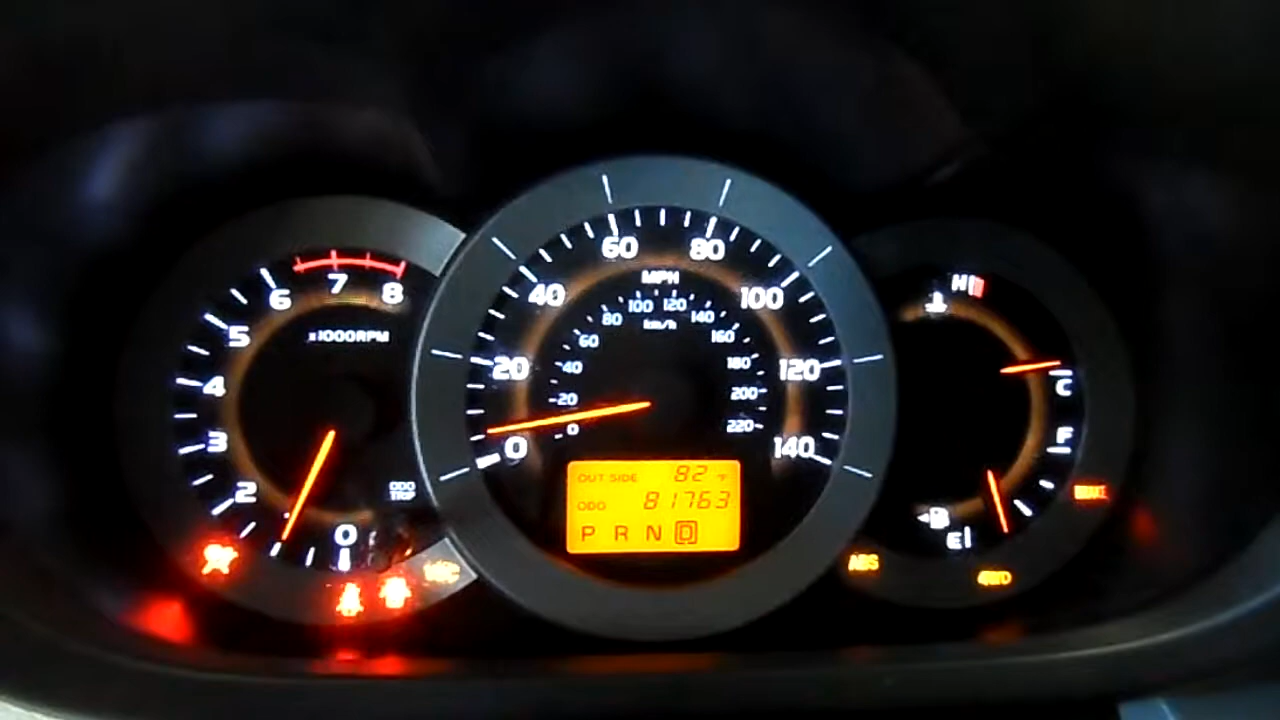 x1000RPM
0
2
3
4
5
6
7
8
ODO
TRIP
MPH
0
20
40
60
80
100
120
140
km/h
0
20
40
60
80
100
120
140
160
180
200
220
OUT SIDE 82 °F
ODO 81763
P R N D
H
C
F
E
ABS
4WD
BRAKE